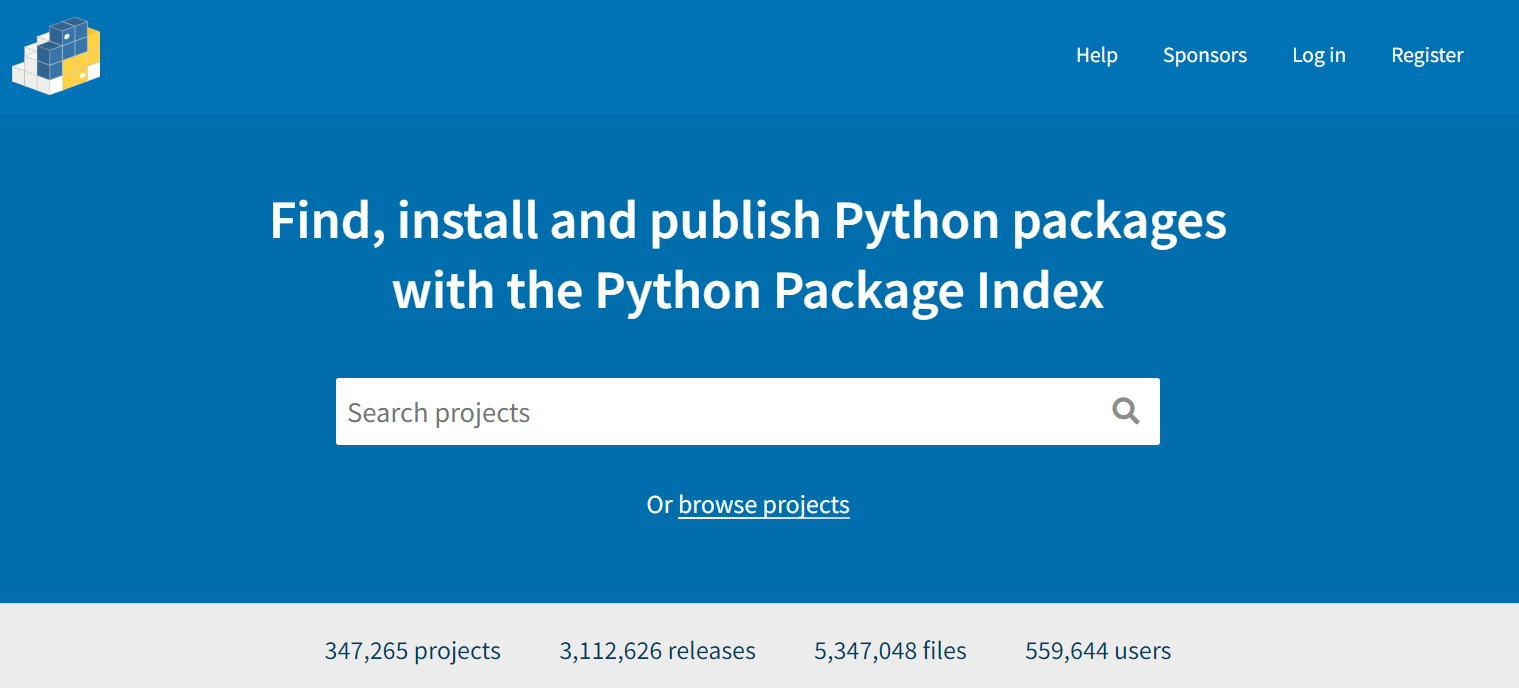 Help Sponsors Log in Register
Find, install and publish Python packages
with the Python Package Index
Search projects
Or browse projects
347,265 projects 3,112,626 releases 5,347,048 files 559,644 users